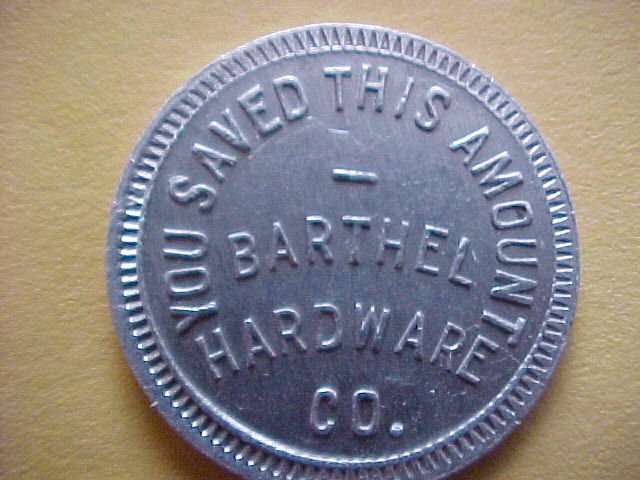 YOU SAVED THIS AMOUNT
—
BARTHEL
HARDWARE
CO.